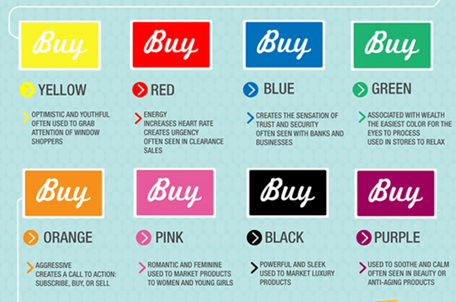 Buy Buy Buy Buy
YELLOW
OPTIMISTIC AND YOUTHFUL
OFTEN USED TO GRAB
ATTENTION OF WINDOW
SHOPPERS
RED
ENERGY
INCREASES HEART RATE
CREATES URGENCY
OFTEN SEEN IN CLEARANCE
SALES
BLUE
CREATES THE SENSATION OF
TRUST AND SECURITY
OFTEN SEEN WITH BANKS AND
BUSINESSES
GREEN
ASSOCIATED WITH WEALTH
THE EASIEST COLOR FOR THE
EYES TO PROCESS
USED IN STORES TO RELAX
Buy Buy Buy Buy
ORANGE
AGGRESSIVE
CREATES A CALL TO ACTION:
SUBSCRIBE, BUY, OR SELL
PINK
ROMANTIC AND FEMININE
USED TO MARKET PRODUCTS
TO WOMEN AND YOUNG GIRLS
BLACK
POWERFUL AND SLEEK
USED TO MARKET LUXURY
PRODUCTS
PURPLE
USED TO SOOTHE AND CALM
OFTEN SEEN IN BEAUTY OR
ANTI-AGING PRODUCTS